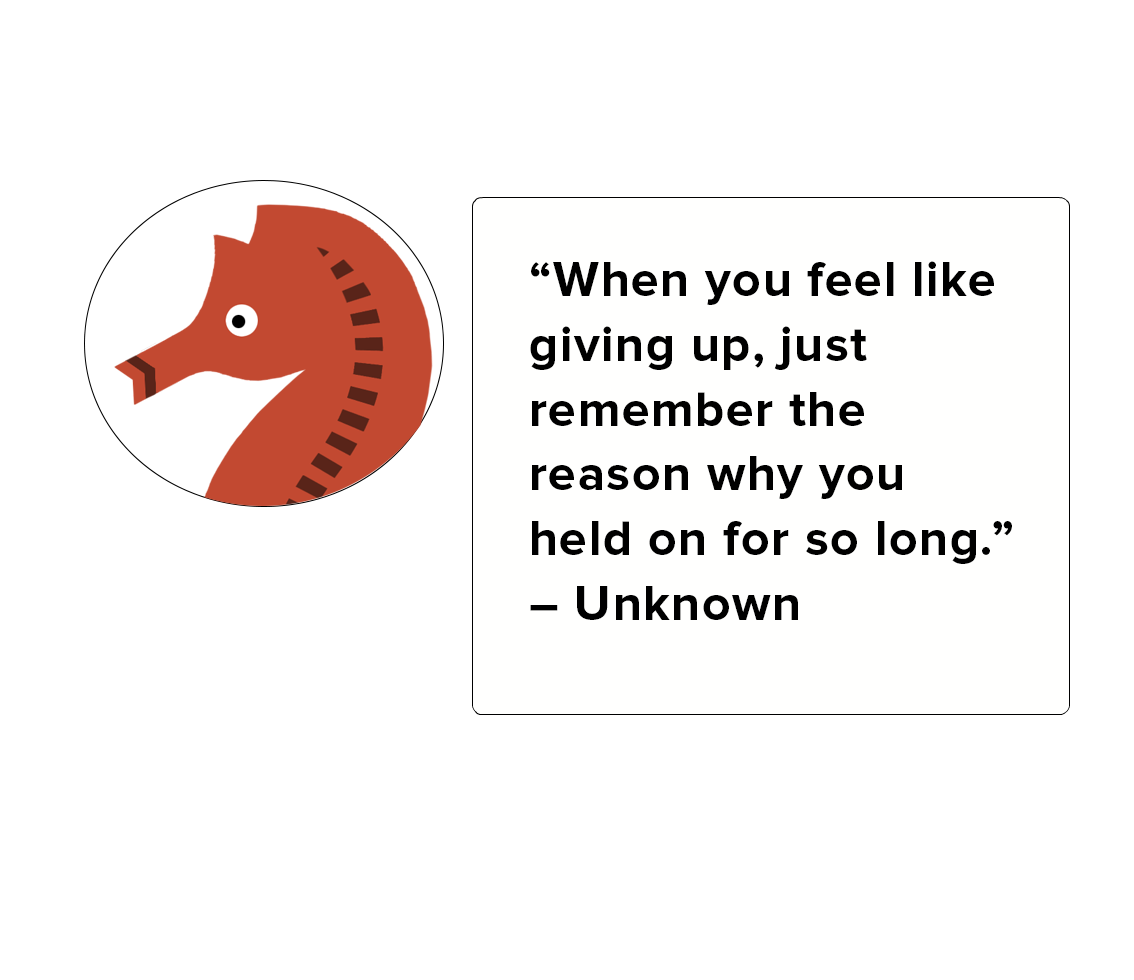 “When you feel like
giving up, just
remember the
reason why you
held on for so long.”
– Unknown